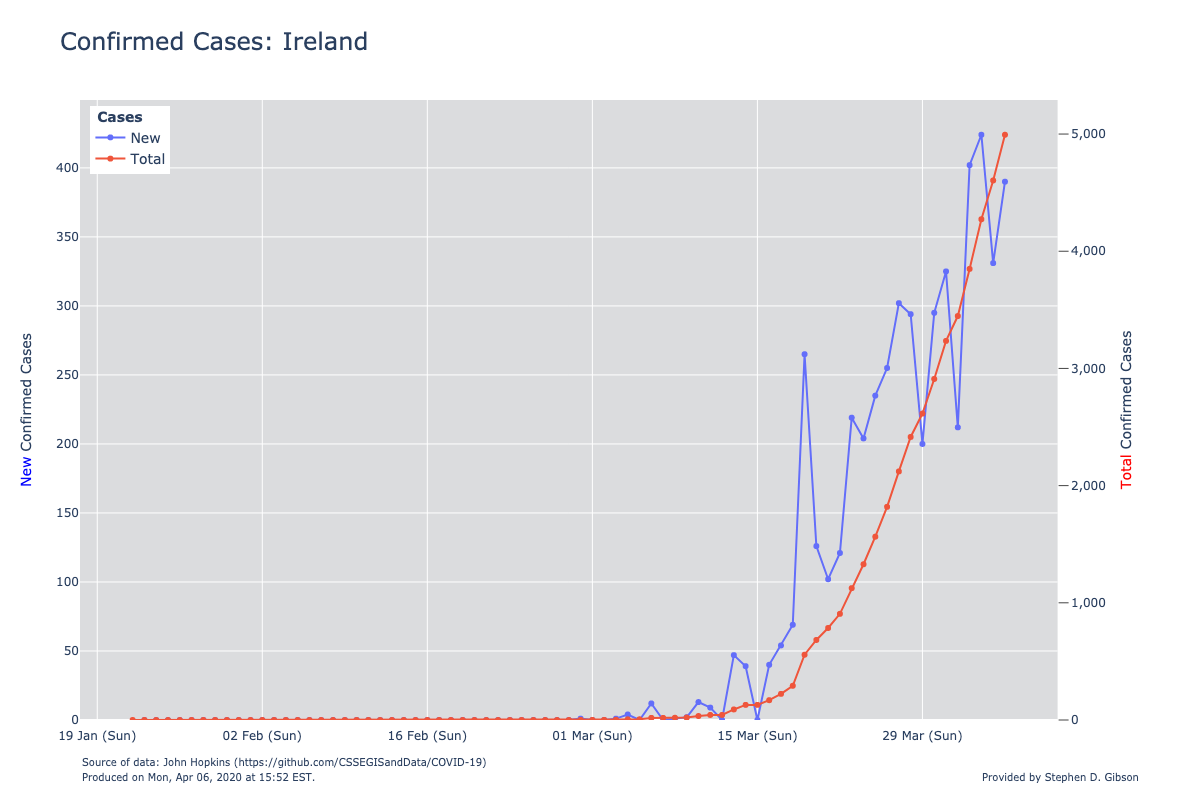 Confirmed Cases: Ireland
Cases
New
Total
400
350
300
250
200
150
100
50
0
5,000
4,000
3,000
2,000
1,000
0
New Confirmed Cases
Total Confirmed Cases
19 Jan (Sun)
02 Feb (Sun)
16 Feb (Sun)
01 Mar (Sun)
15 Mar (Sun)
29 Mar (Sun)
Source of data: John Hopkins (https://github.com/CSSEGISandData/COVID-19)
Produced on Mon, Apr 06, 2020 at 15:52 EST.
Provided by Stephen D. Gibson